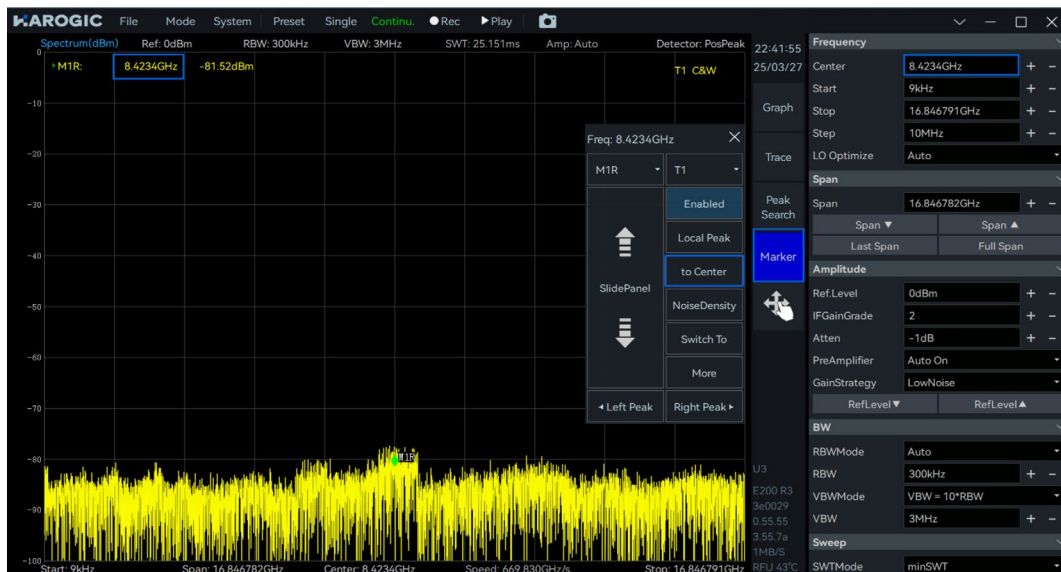 HAROGIC File Mode System Preset Single Continu. Rec Play
Spectrum(dBm) Ref: 0dBm RBW: 300kHz VBW: 3MHz SWT: 25.151ms Amp: Auto Detector: PosPeak
M1R: 8.4234GHz -81.52dBm
T1 C&W
0
-10
-20
-30
-40
-50
-60
-70
-80
-90
-100
M1R
Start: 9kHz Span: 16.846782GHz Center: 8.4234GHz Speed: 669.830GHz/s Stop: 16.846791GHz
Freq: 8.4234GHz
M1R T1
Enabled
Local Peak
to Center
SlidePanel
NoiseDensity
Switch To
More
Left Peak Right Peak
22:41:55
25/03/27
Graph
Trace
Peak
Search
Marker
U3
E200 R3
3e0029
0.55.55
3.55.7a
1MB/S
RFU 43°C
Frequency
Center 8.4234GHz + -
Start 9kHz + -
Stop 16.846791GHz + -
Step 10MHz + -
LO Optimize Auto
Span
Span 16.846782GHz + -
Span ▼ Span ▲
Last Span Full Span
Amplitude
Ref.Level 0dBm + -
IFGainGrade 2 + -
Atten -1dB + -
PreAmplifier Auto On
GainStrategy LowNoise
RefLevel▼ RefLevel▲
BW
RBWMode Auto
RBW 300kHz + -
VBWMode VBW = 10*RBW
VBW 3MHz + -
Sweep
SWTMode minSWT